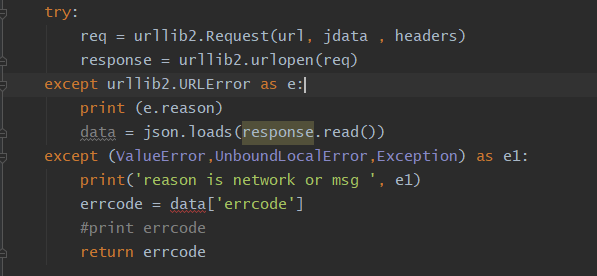 try:
req = urllib2.Request(url, jdata , headers)
response = urllib2.urlopen(req)
except urllib2.URLError as e:
print (e.reason)
data = json.loads(response.read())
except (ValueError,UnboundLocalError,Exception) as e1:
print('reason is network or msg ', e1)
errcode = data['errcode']
#print errcode
return errcode